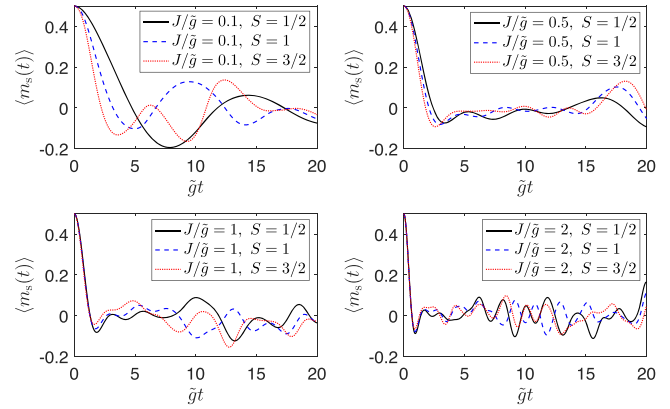 ⟨m_s(t)⟩
0.4
0.2
0
-0.2
0 5 10 15 20
g̃t
J/g̃ = 0.1, S = 1/2
J/g̃ = 0.1, S = 1
J/g̃ = 0.1, S = 3/2
⟨m_s(t)⟩
0.4
0.2
0
-0.2
0 5 10 15 20
g̃t
J/g̃ = 0.5, S = 1/2
J/g̃ = 0.5, S = 1
J/g̃ = 0.5, S = 3/2
⟨m_s(t)⟩
0.4
0.2
0
-0.2
0 5 10 15 20
g̃t
J/g̃ = 1, S = 1/2
J/g̃ = 1, S = 1
J/g̃ = 1, S = 3/2
⟨m_s(t)⟩
0.4
0.2
0
-0.2
0 5 10 15 20
g̃t
J/g̃ = 2, S = 1/2
J/g̃ = 2, S = 1
J/g̃ = 2, S = 3/2